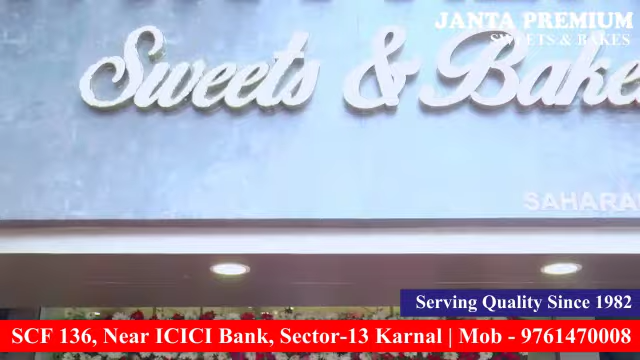 JANTA PREMIUM
SWEETS & BAKES
Sweets & Bake
SAHARA
Serving Quality Since 1982
SCF 136, Near ICICI Bank, Sector-13 Karnal | Mob - 9761470008